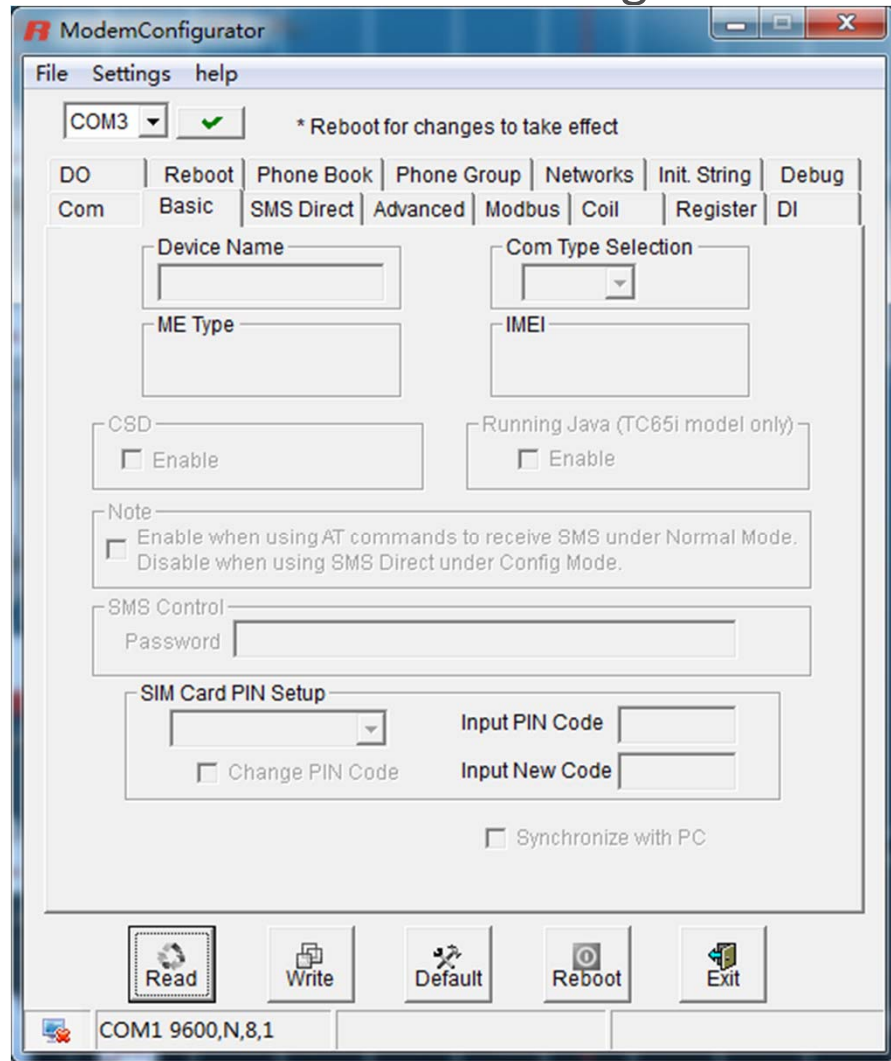 ModemConfigurator
File Settings help
COM3 * Reboot for changes to take effect
DO Reboot Phone Book Phone Group Networks Init. String Debug
Com Basic SMS Direct Advanced Modbus Coil Register DI
Device Name Com Type Selection
ME Type IMEI
CSD Running Java (TC65i model only)
Enable Enable
Note
Enable when using AT commands to receive SMS under Normal Mode.
Disable when using SMS Direct under Config Mode.
SMS Control
Password
SIM Card PIN Setup
Input PIN Code
Change PIN Code Input New Code
Synchronize with PC
Read Write Default Reboot Exit
COM1 9600,N,8,1